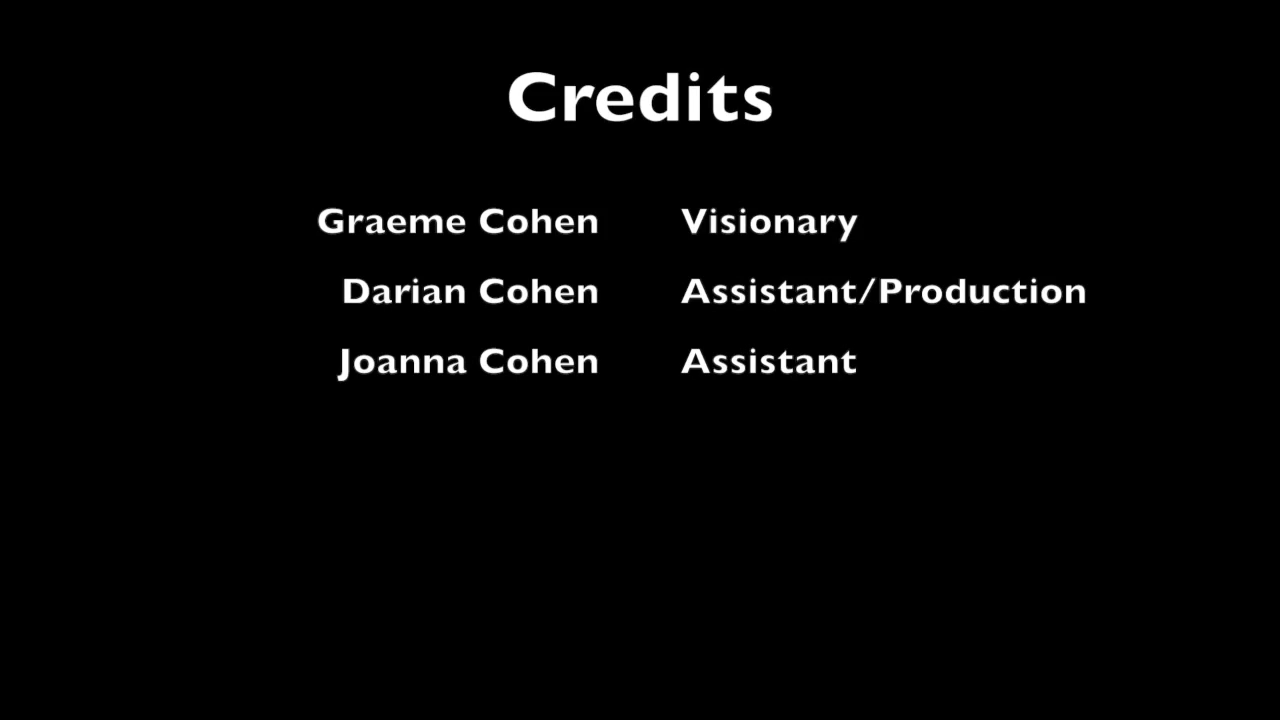 Credits
Graeme Cohen Visionary
Darian Cohen Assistant/Production
Joanna Cohen Assistant